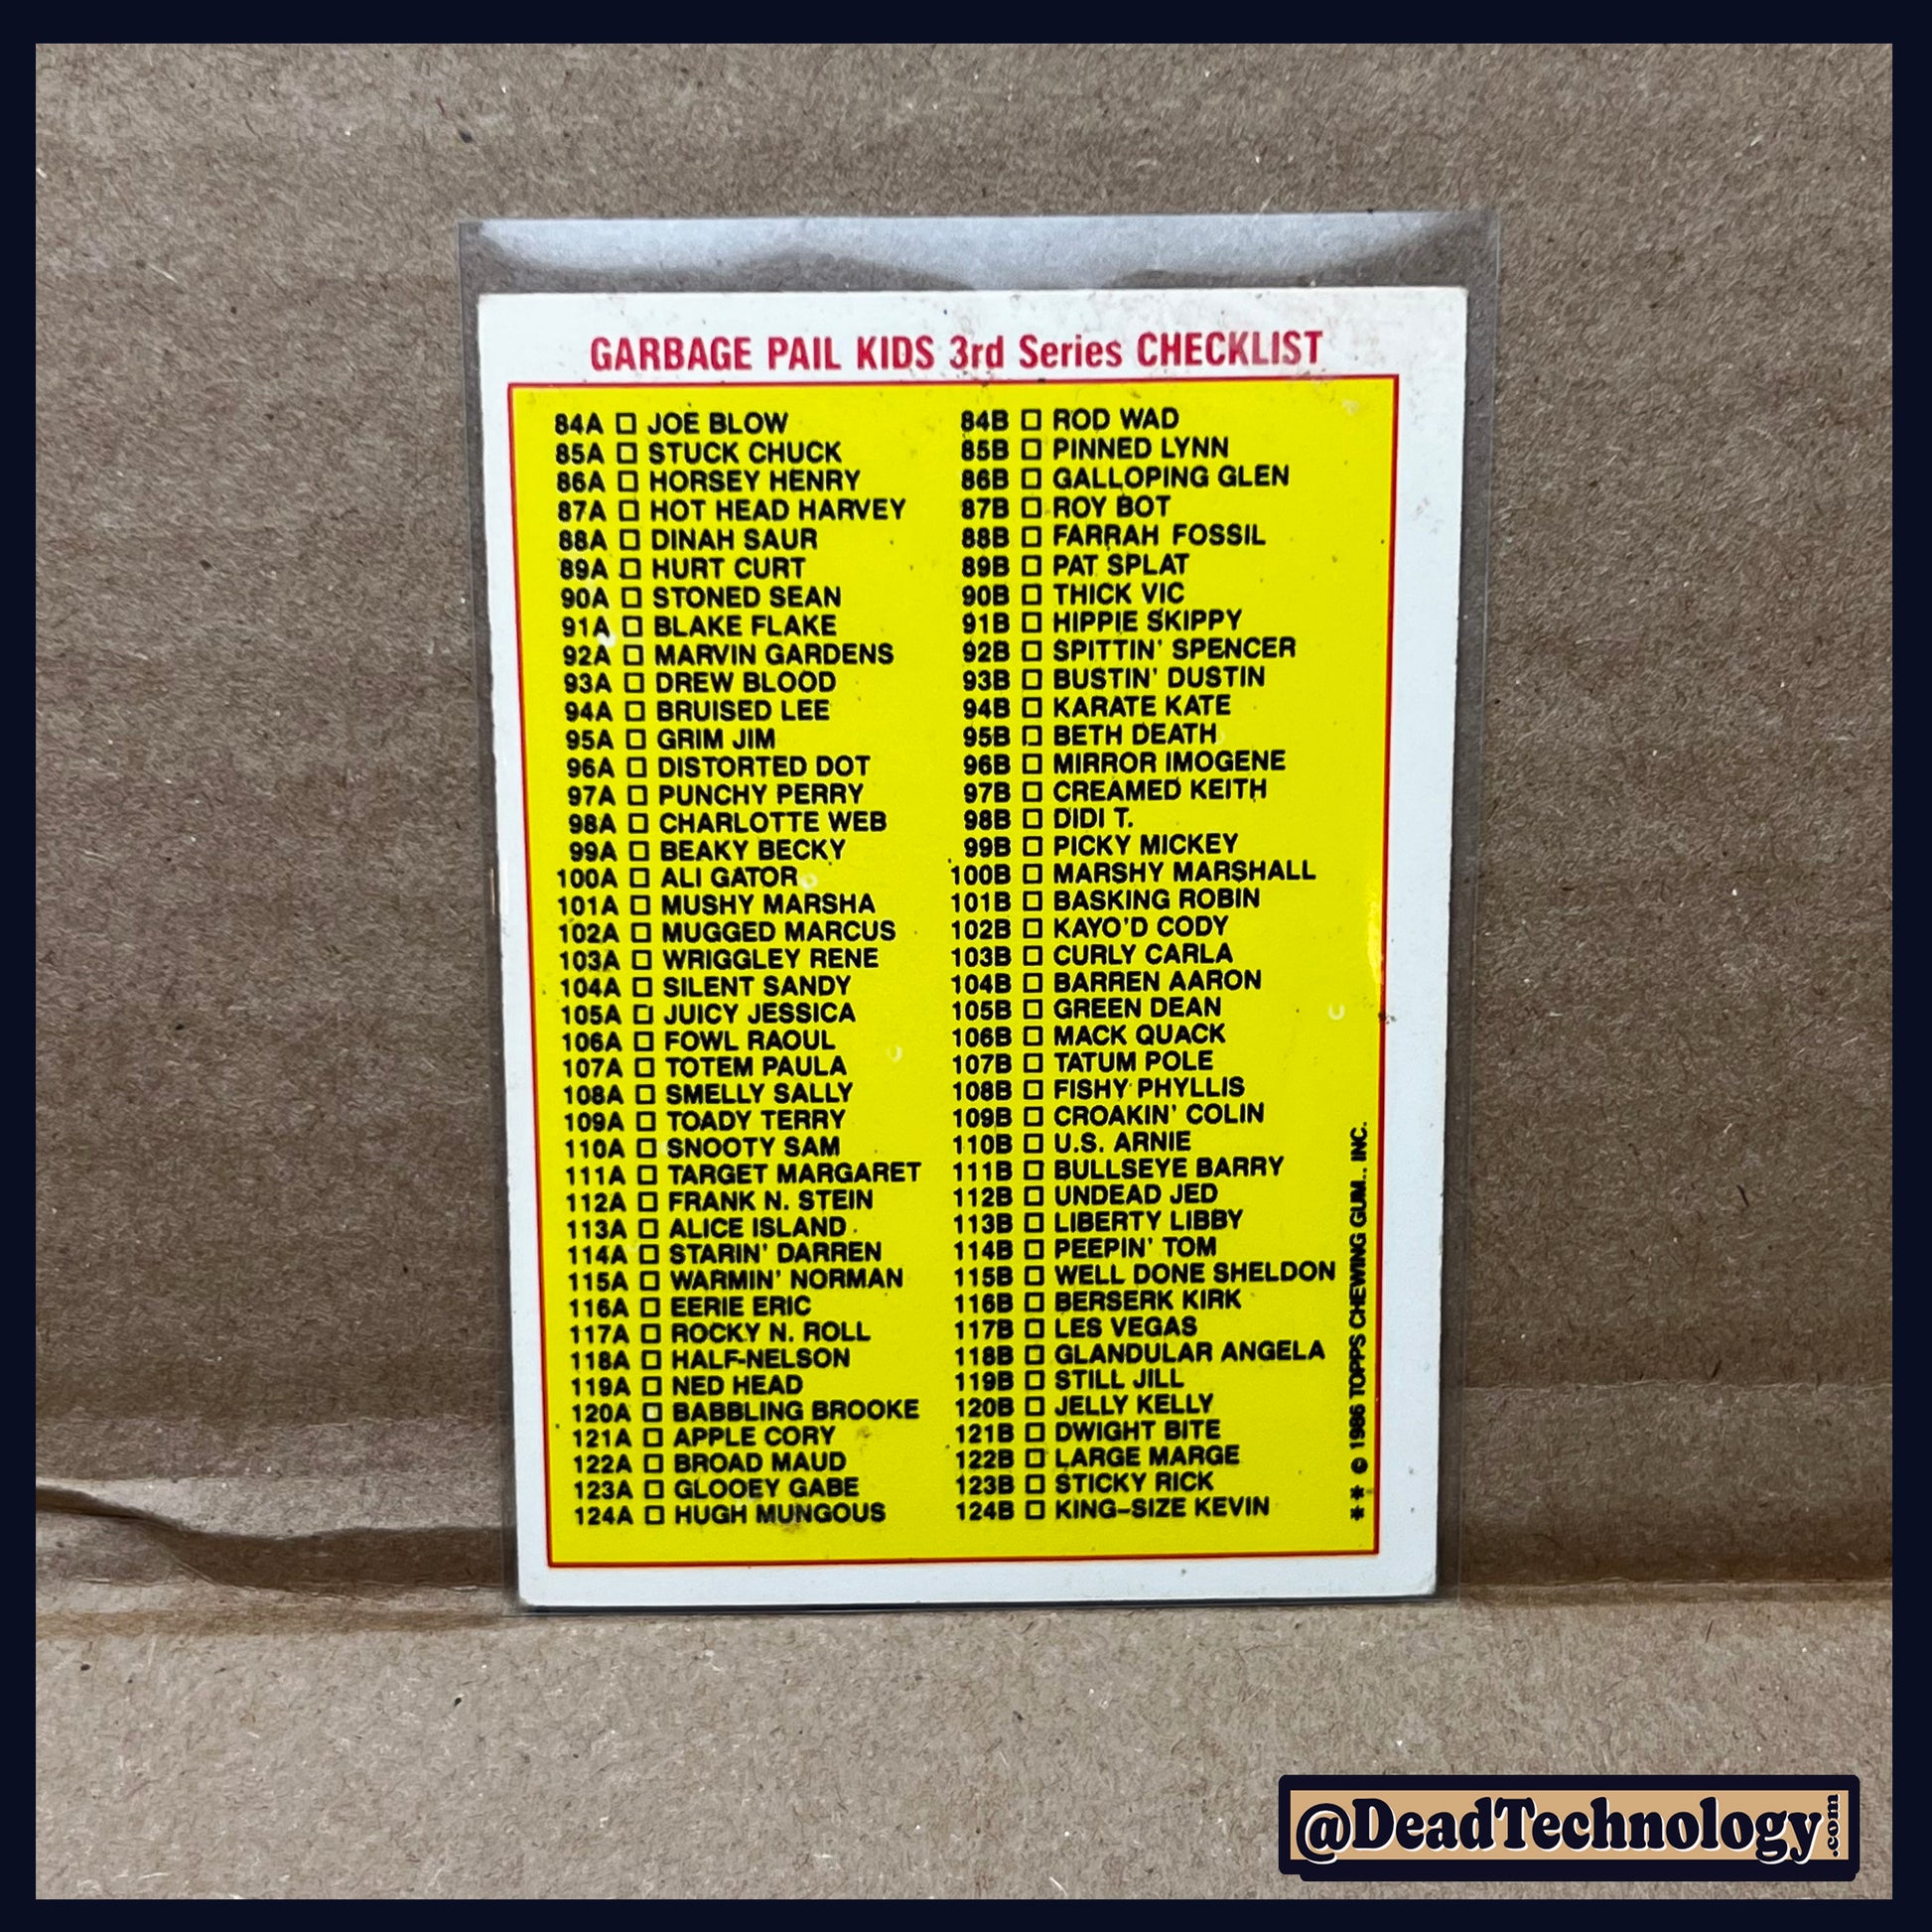 GARBAGE PAIL KIDS 3rd Series CHECKLIST
84A □ JOE BLOW 84B □ ROD WAD
85A □ STUCK CHUCK 85B □ PINNED LYNN
86A □ HORSEY HENRY 86B □ GALLOPING GLEN
87A □ HOT HEAD HARVEY 87B □ ROY BOT
88A □ DINAH SAUR 88B □ FARRAH FOSSIL
89A □ HURT CURT 89B □ PAT SPLAT
90A □ STONED SEAN 90B □ THICK VIC
91A □ BLAKE FLAKE 91B □ HIPPIE SKIPPY
92A □ MARVIN GARDENS 92B □ SPITTIN' SPENCER
93A □ DREW BLOOD 93B □ BUSTIN' DUSTIN
94A □ BRUISED LEE 94B □ KARATE KATE
95A □ GRIM JIM 95B □ BETH DEATH
96A □ DISTORTED DOT 96B □ MIRROR IMOGENE
97A □ PUNCHY PERRY 97B □ CREAMED KEITH
98A □ CHARLOTTE WEB 98B □ DIDI T.
99A □ BEAKY BECKY 99B □ PICKY MICKEY
100A □ ALI GATOR 100B □ MARSHY MARSHALL
101A □ MUSHY MARSHA 101B □ BASKING ROBIN
102A □ MUGGED MARCUS 102B □ KAYO'D CODY
103A □ WRIGGLEY RENE 103B □ CURLY CARLA
104A □ SILENT SANDY 104B □ BARREN AARON
105A □ JUICY JESSICA 105B □ GREEN DEAN
106A □ FOWL RAOUL 106B □ MACK QUACK
107A □ TOTEM PAULA 107B □ TATUM POLE
108A □ SMELLY SALLY 108B □ FISHY PHYLLIS
109A □ TOADY TERRY 109B □ CROAKIN' COLIN
110A □ SNOOTY SAM 110B □ U.S. ARNIE
111A □ TARGET MARGARET 111B □ BULLSEYE BARRY
112A □ FRANK N. STEIN 112B □ UNDEAD JED
113A □ ALICE ISLAND 113B □ LIBERTY LIBBY
114A □ STARIN' DARREN 114B □ PEEPIN' TOM
115A □ WARMIN' NORMAN 115B □ WELL DONE SHELDON
116A □ EERIE ERIC 116B □ BERSERK KIRK
117A □ ROCKY N. ROLL 117B □ LES VEGAS
118A □ HALF-NELSON 118B □ GLANDULAR ANGELA
119A □ NED HEAD 119B □ STILL JILL
120A □ BABBLING BROOKE 120B □ JELLY KELLY
121A □ APPLE CORY 121B □ DWIGHT BITE
122A □ BROAD MAUD 122B □ LARGE MARGE
123A □ GLOOEY GABE 123B □ STICKY RICK
124A □ HUGH MUNGOUS 124B □ KING-SIZE KEVIN
** © 1986 TOPPS CHEWING GUM.. INC.
@DeadTechnology.com